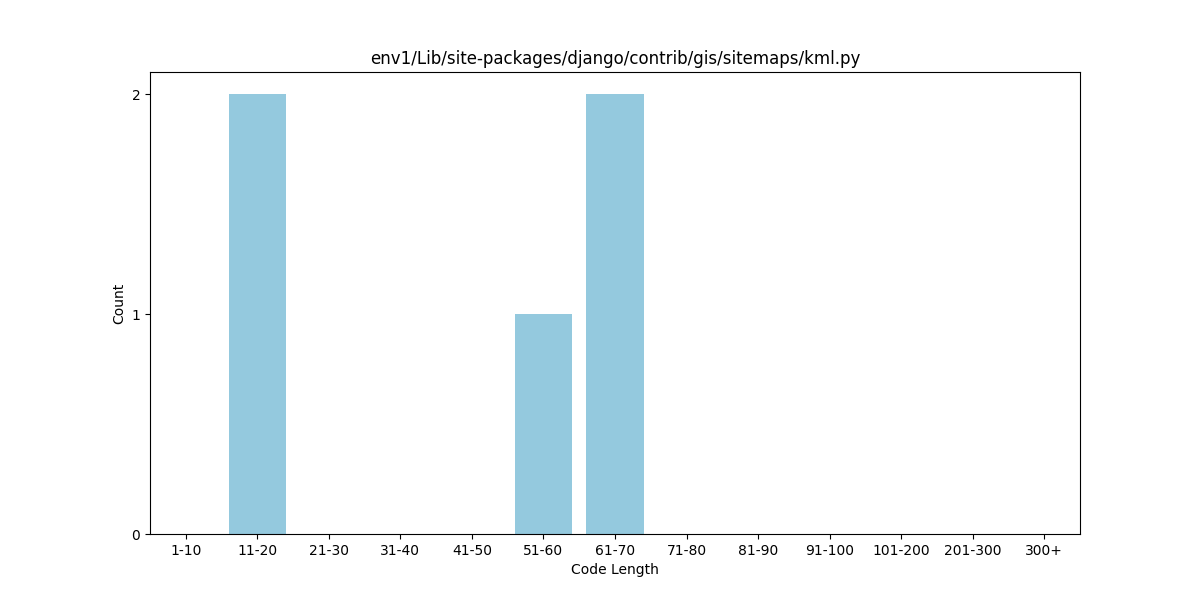 env1/Lib/site-packages/django/contrib/gis/sitemaps/kml.py
2
1
0
Count
1-10 11-20 21-30 31-40 41-50 51-60 61-70 71-80 81-90 91-100 101-200 201-300 300+
Code Length